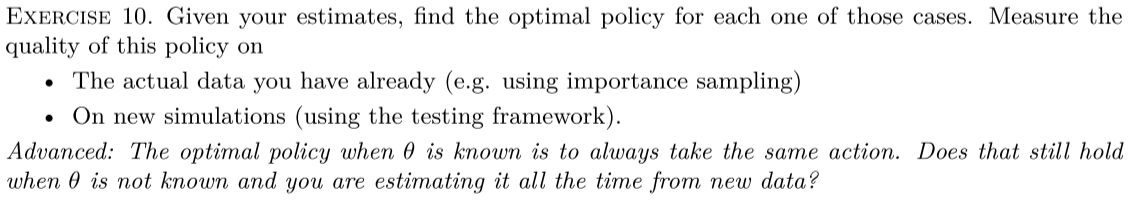 EXERCISE 10. Given your estimates, find the optimal policy for each one of those cases. Measure the
quality of this policy on
• The actual data you have already (e.g. using importance sampling)
• On new simulations (using the testing framework).
Advanced: The optimal policy when θ is known is to always take the same action. Does that still hold
when θ is not known and you are estimating it all the time from new data?